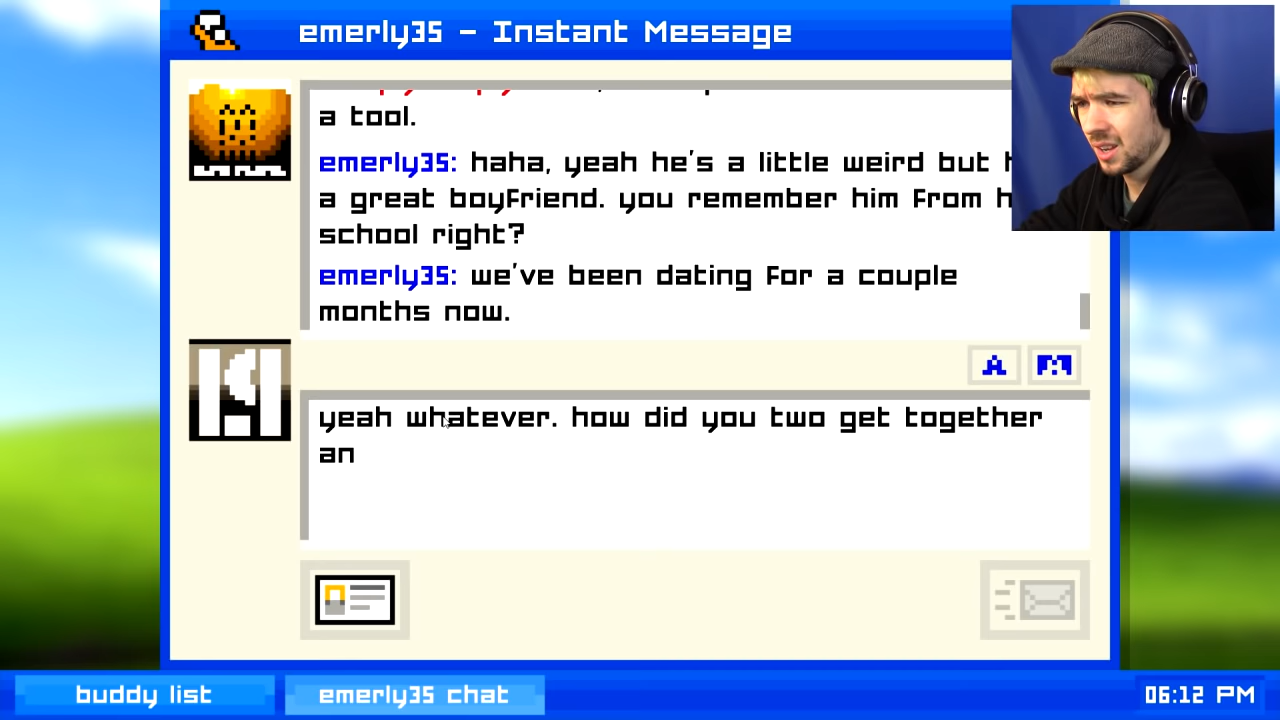 emerly35 - Instant Message
a tool.
emerly35: haha, yeah he's a little weird but
a great boyfriend. you remember him from
school right?
emerly35: we've been dating for a couple
months now.
A
yeah whatever. how did you two get together
an
buddy list
emerly35 chat
06:12 PM